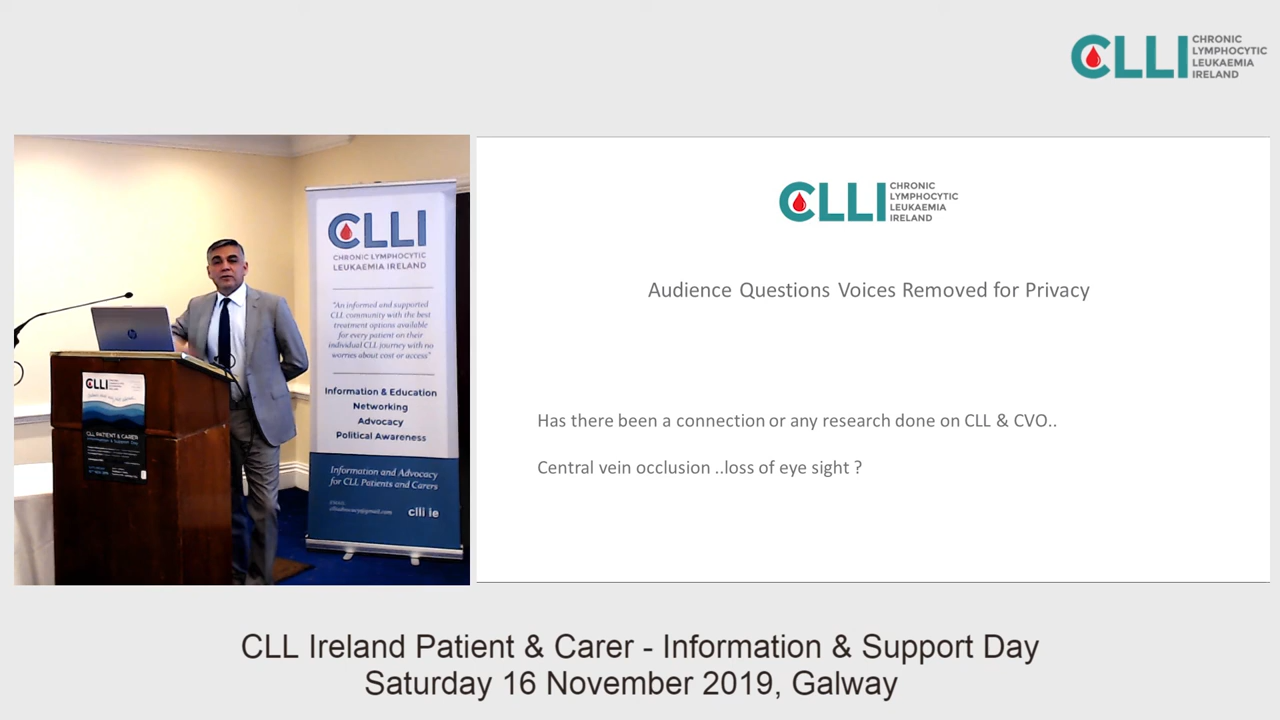 CLLI CHRONIC
LYMPHOCYTIC
LEUKAEMIA
IRELAND
CLLI
CHRONIC LYMPHOCYTIC
LEUKAEMIA IRELAND
"An informed and supported
CLL community with the best
treatment options available
for every patient on their
individual CLL journey with no
worries about cost or access"
Information & Education
Networking
Advocacy
Political Awareness
Information and Advocacy
for CLL Patients and Carers
clli ie
hp
CLLI
CLL PATIENT & CARER
CLLI CHRONIC
LYMPHOCYTIC
LEUKAEMIA
IRELAND
Audience Questions Voices Removed for Privacy
Has there been a connection or any research done on CLL & CVO..
Central vein occlusion ..loss of eye sight ?
CLL Ireland Patient & Carer - Information & Support Day
Saturday 16 November 2019, Galway